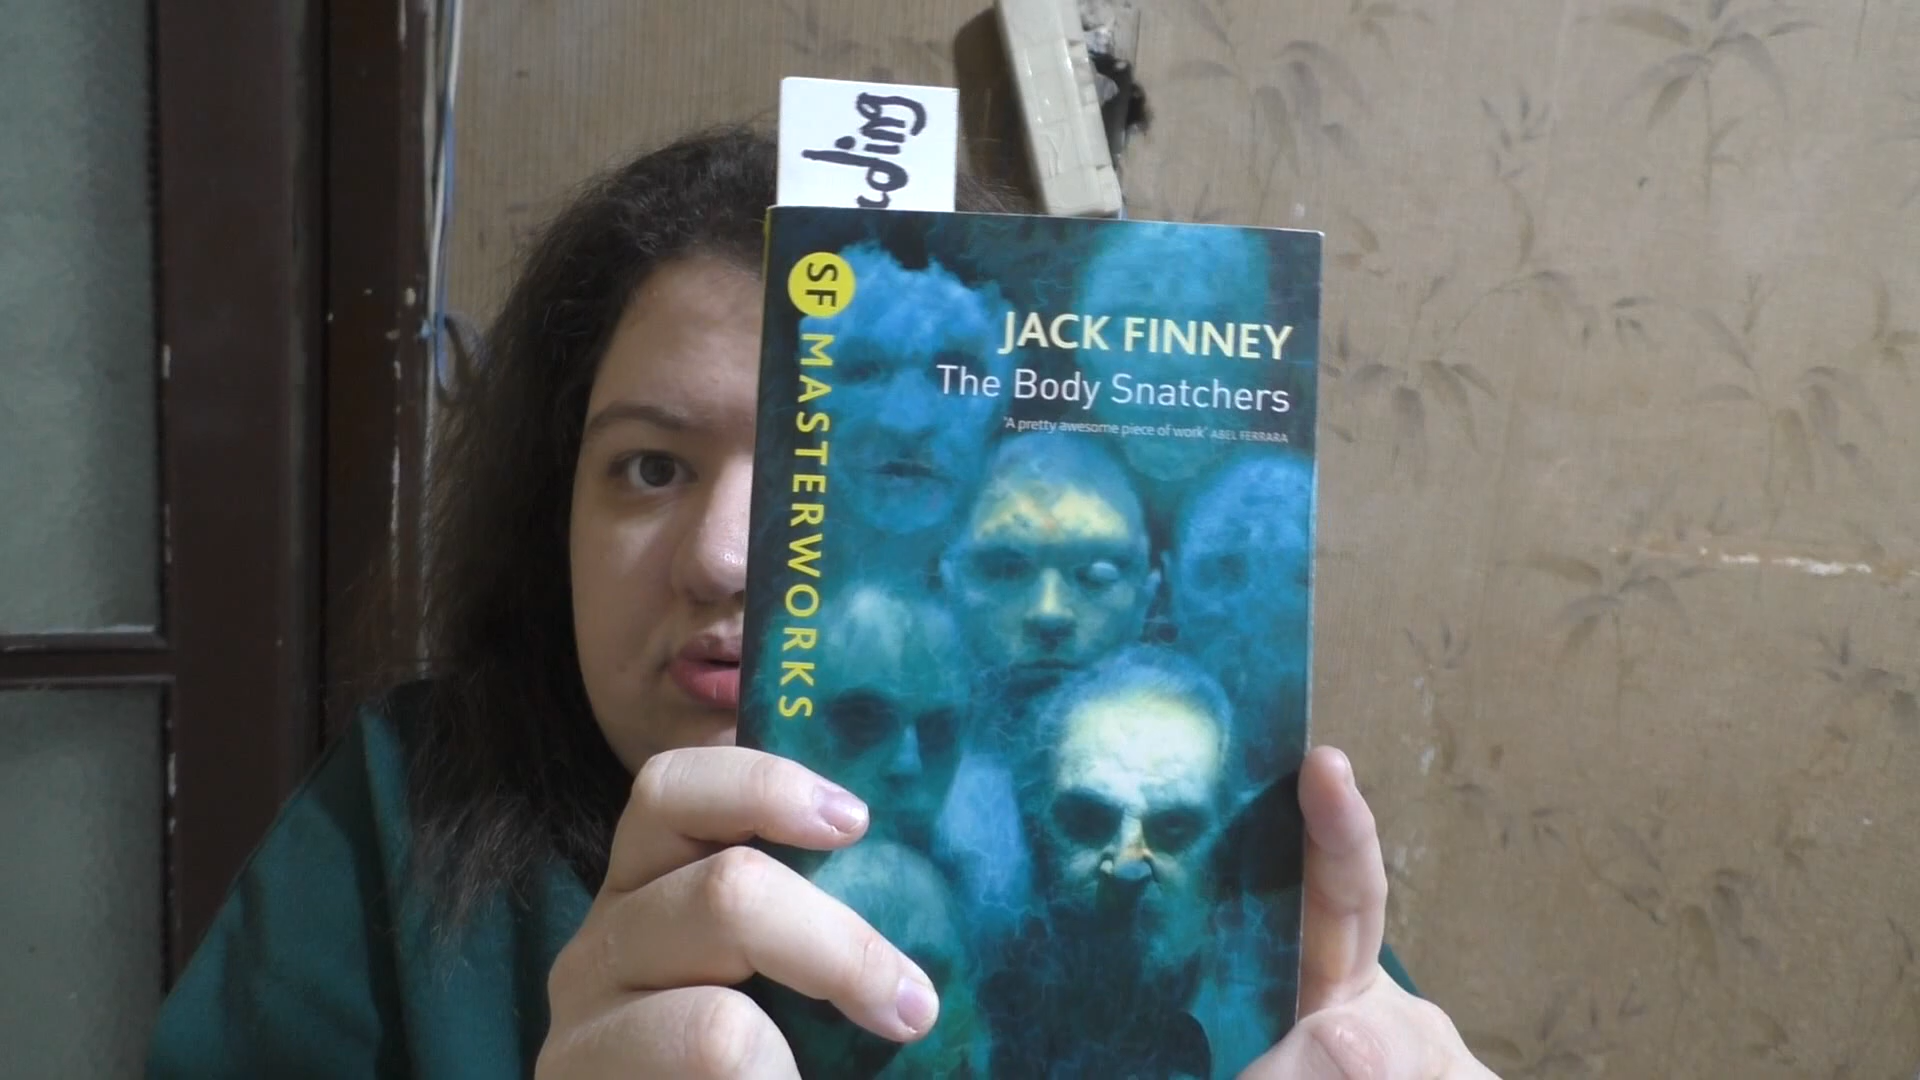 JACK FINNEY
The Body Snatchers
'A pretty awesome piece of work' ABEL FERRARA
SF MASTERWORKS